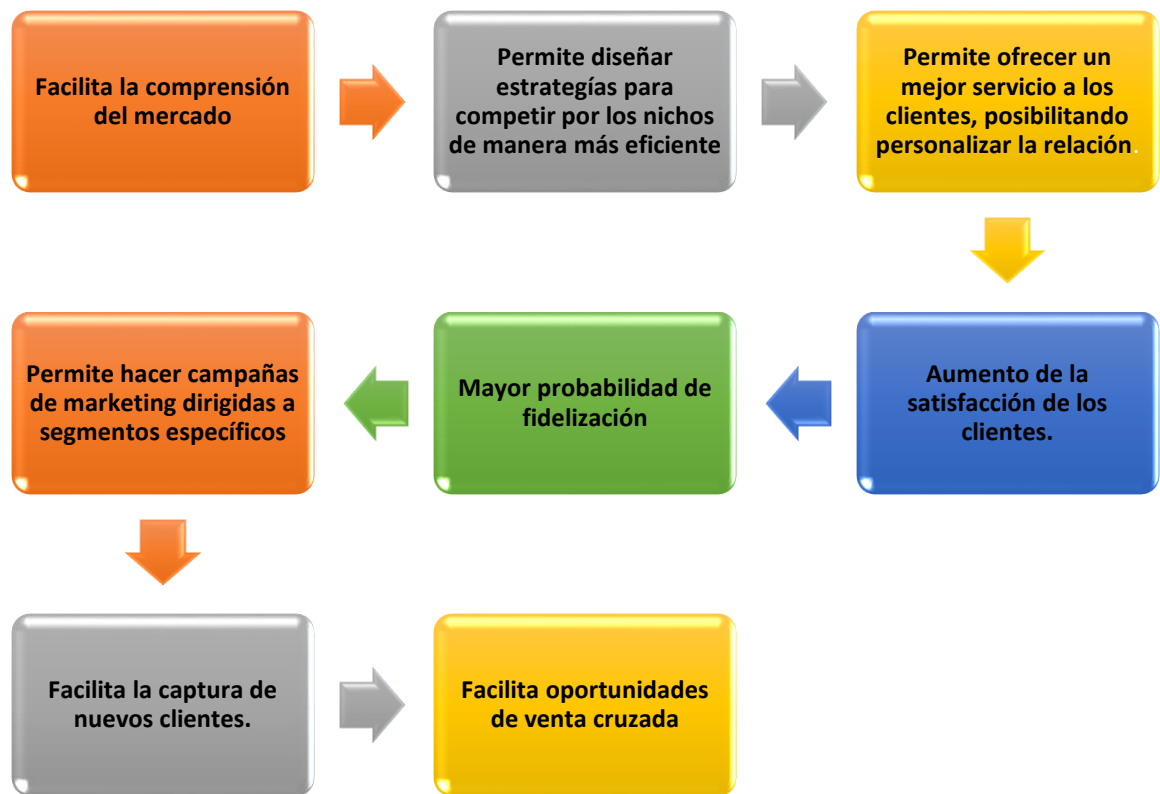 Facilita la comprensión
del mercado
Permite diseñar
estrategías para
competir por los nichos
de manera más eficiente
Permite ofrecer un
mejor servicio a los
clientes, posibilitando
personalizar la relación.
Aumento de la
satisfacción de los
clientes.
Mayor probabilidad de
fidelización
Permite hacer campañas
de marketing dirigidas a
segmentos específicos
Facilita la captura de
nuevos clientes.
Facilita oportunidades
de venta cruzada